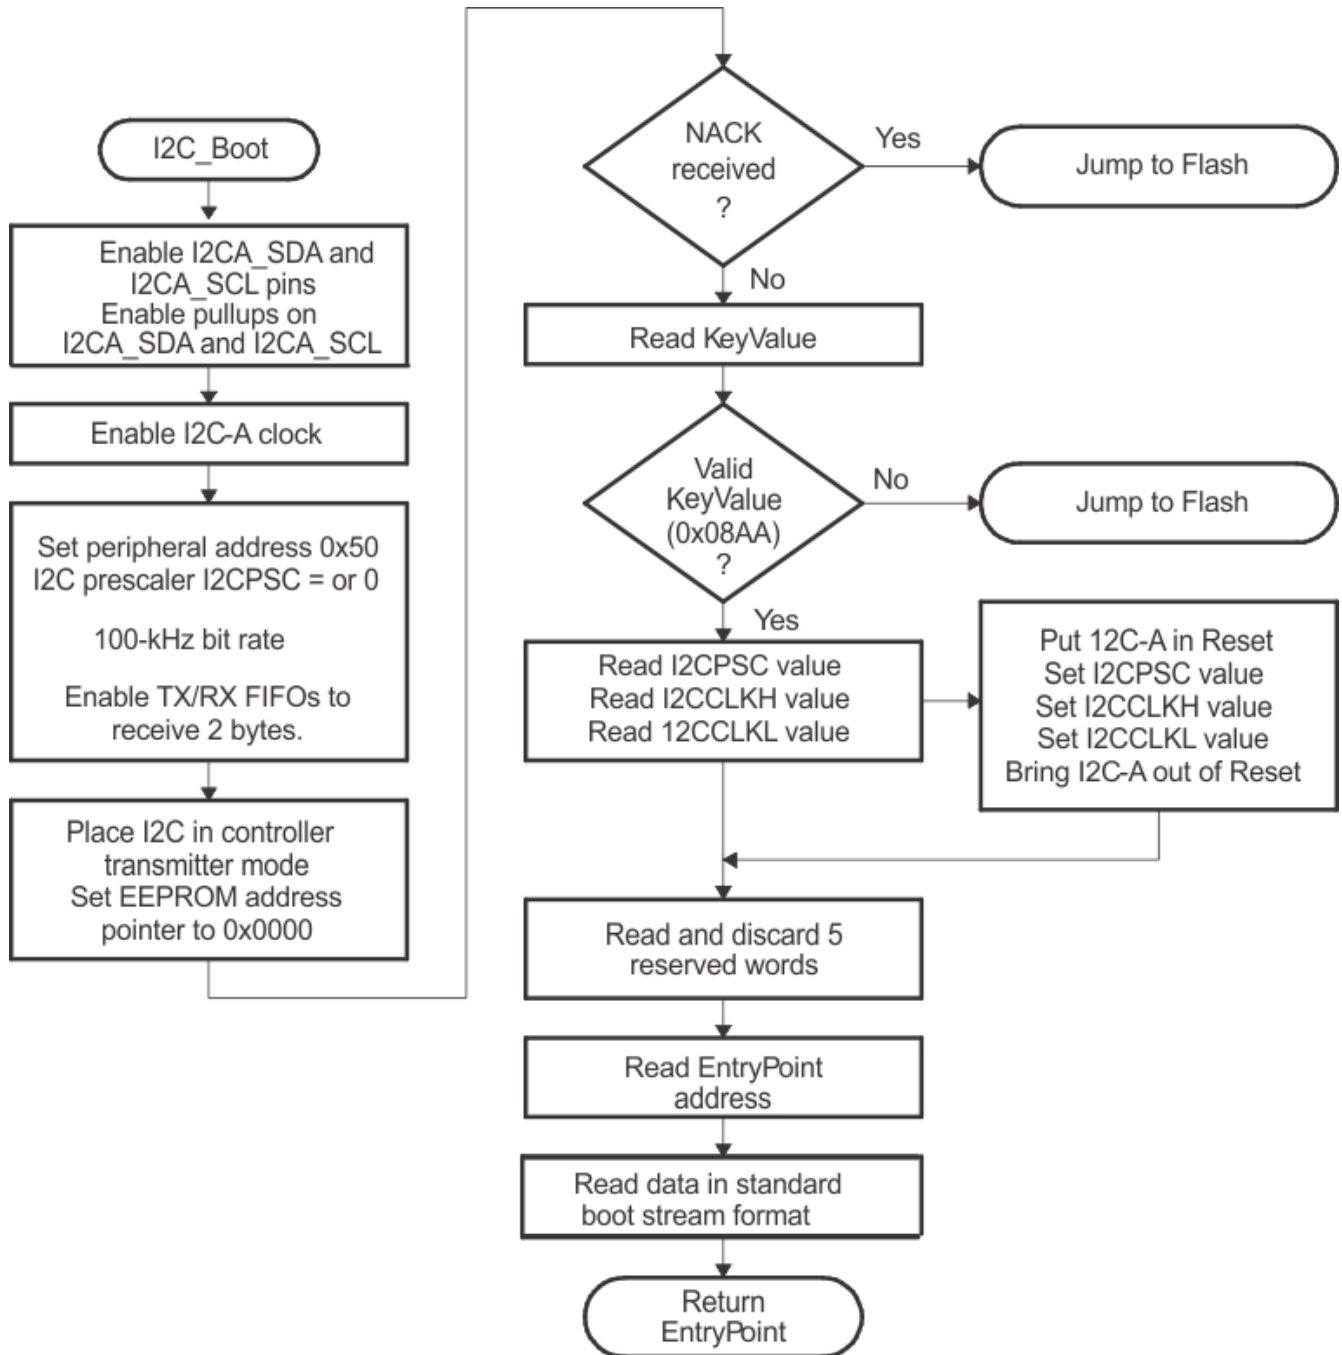 I2C_Boot
Enable I2CA_SDA and
I2CA_SCL pins
Enable pullups on
I2CA_SDA and I2CA_SCL
Enable I2C-A clock
Set peripheral address 0x50
I2C prescaler I2CPSC = or 0
100-kHz bit rate
Enable TX/RX FIFOs to
receive 2 bytes.
Place I2C in controller
transmitter mode
Set EEPROM address
pointer to 0x0000
NACK
received
?
Yes
Jump to Flash
No
Read KeyValue
Valid
KeyValue
(0x08AA)
?
No
Jump to Flash
Yes
Read I2CPSC value
Read I2CCLKH value
Read 12CCLKL value
Put 12C-A in Reset
Set I2CPSC value
Set I2CCLKH value
Set I2CCLKL value
Bring I2C-A out of Reset
Read and discard 5
reserved words
Read EntryPoint
address
Read data in standard
boot stream format
Return
EntryPoint